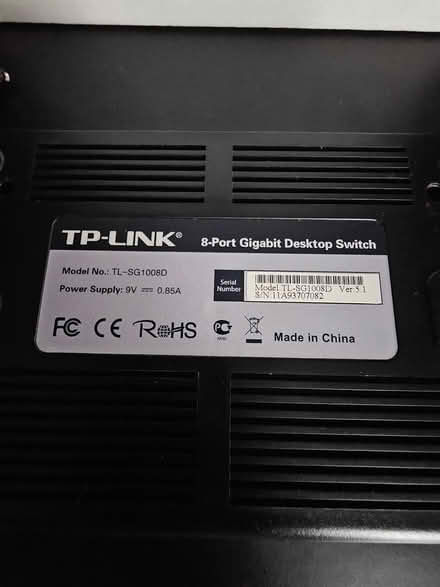 TP-LINK®
8-Port Gigabit Desktop Switch
Model No.: TL-SG1008D
Power Supply: 9V ⎓ 0.85A
Serial
Number
Model:TL-SG1008D Ver:5.1
S/N:11A93707082
FC CE RoHS
Made in China